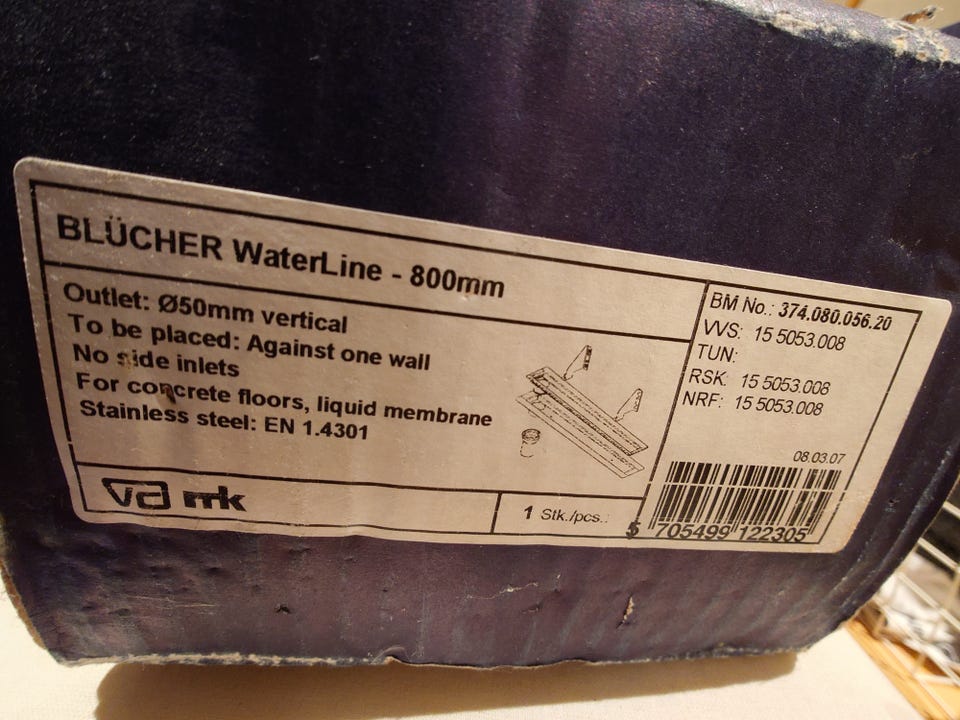 BLÜCHER WaterLine - 800mm
Outlet: Ø50mm vertical
To be placed: Against one wall
No side inlets
For concrete floors, liquid membrane
Stainless steel: EN 1.4301
va mk
1 Stk./pcs.:
BM No.: 374.080.056.20
VVS: 15 5053.008
TUN:
RSK: 15 5053.008
NRF: 15 5053.008
08.03.07
5 705499 122305